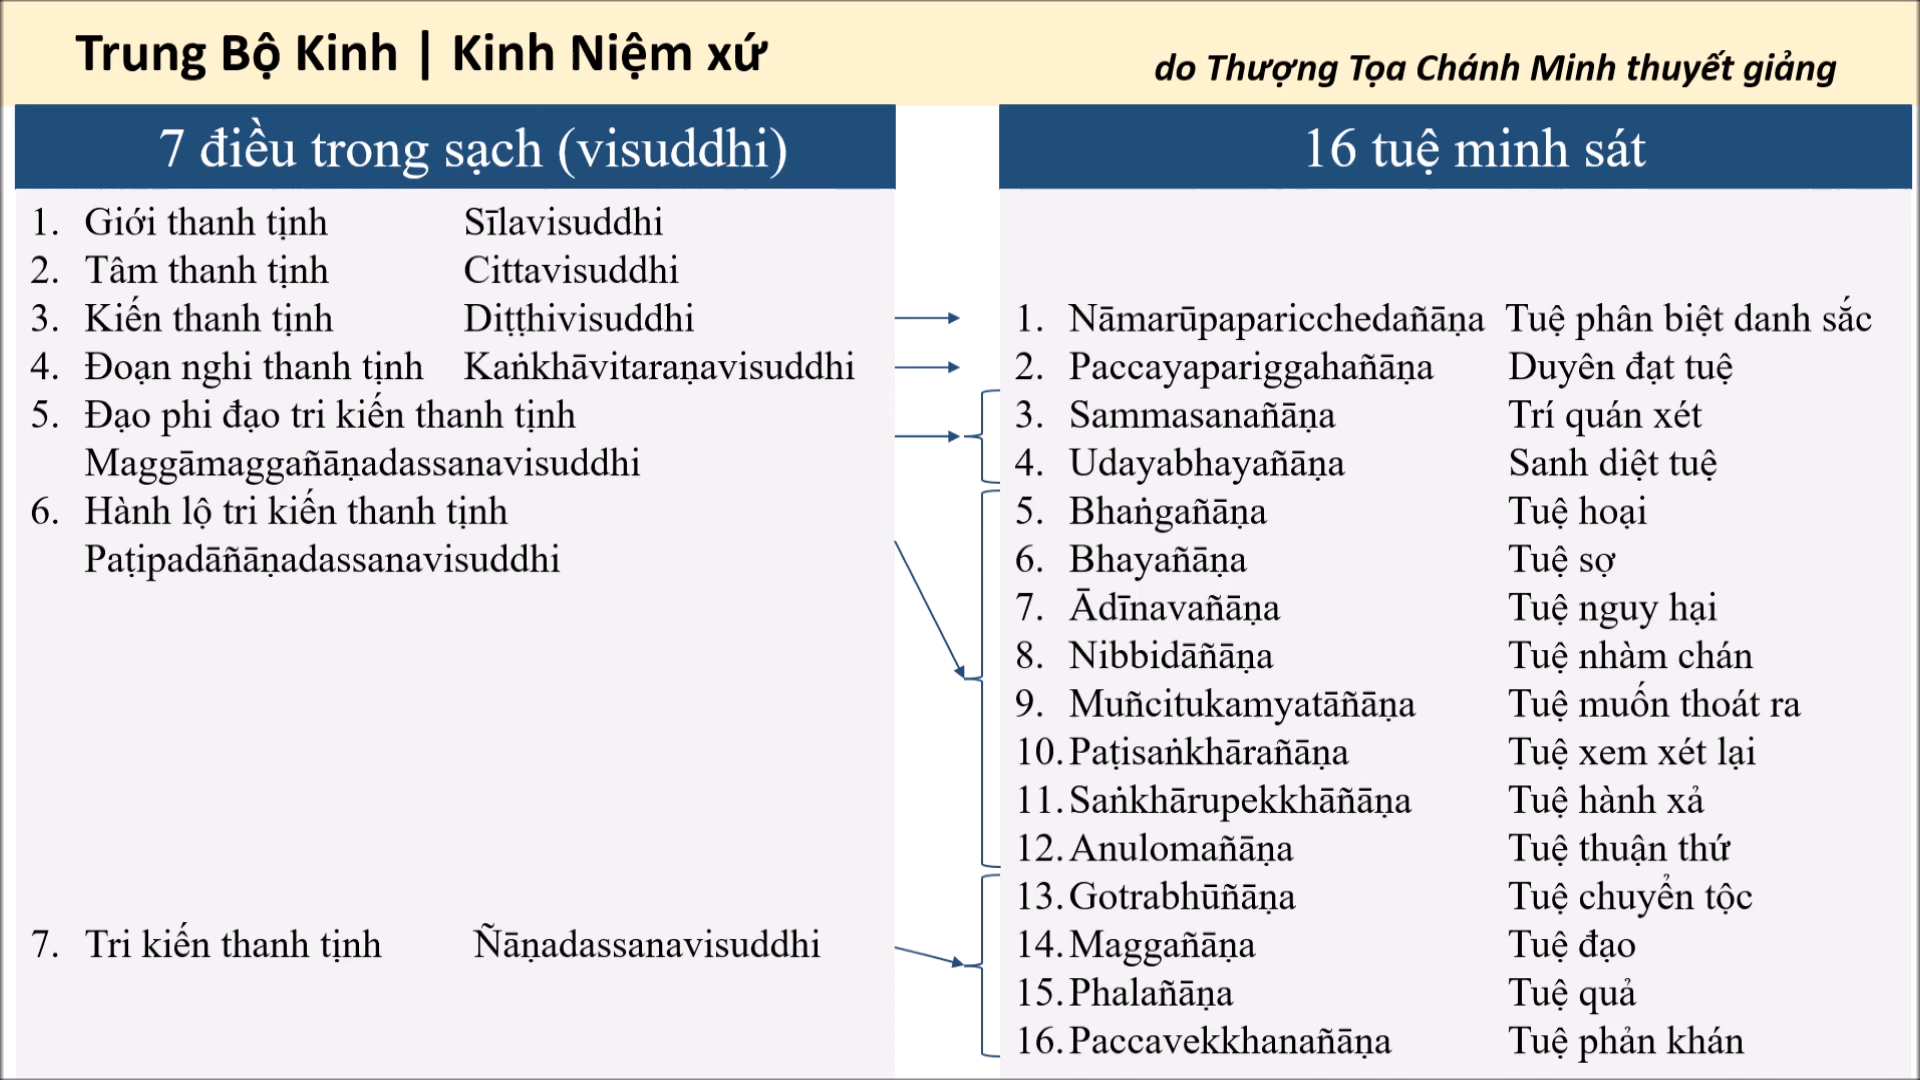 Trung Bộ Kinh | Kinh Niệm xứ
do Thượng Tọa Chánh Minh thuyết giảng
7 điều trong sạch (visuddhi)
1. Giới thanh tịnh Sīlavisuddhi
2. Tâm thanh tịnh Cittavisuddhi
3. Kiến thanh tịnh Diṭṭhivisuddhi
4. Đoạn nghi thanh tịnh Kaṅkhāvitaraṇavisuddhi
5. Đạo phi đạo tri kiến thanh tịnh
Maggāmaggañāṇadassanavisuddhi
6. Hành lộ tri kiến thanh tịnh
Paṭipadāñāṇadassanavisuddhi
7. Tri kiến thanh tịnh Ñāṇadassanavisuddhi
16 tuệ minh sát
1. Nāmarūpaparicchedañāṇa Tuệ phân biệt danh sắc
2. Paccayapariggahañāṇa Duyên đạt tuệ
3. Sammasanañāṇa Trí quán xét
4. Udayabhayañāṇa Sanh diệt tuệ
5. Bhaṅgañāṇa Tuệ hoại
6. Bhayañāṇa Tuệ sợ
7. Ādīnavañāṇa Tuệ nguy hại
8. Nibbidāñāṇa Tuệ nhàm chán
9. Muñcitukamyatāñāṇa Tuệ muốn thoát ra
10. Paṭisaṅkhārañāṇa Tuệ xem xét lại
11. Saṅkhārupekkhāñāṇa Tuệ hành xả
12. Anulomañāṇa Tuệ thuận thứ
13. Gotrabhūñāṇa Tuệ chuyển tộc
14. Maggañāṇa Tuệ đạo
15. Phalañāṇa Tuệ quả
16. Paccavekkhanañāṇa Tuệ phản khán